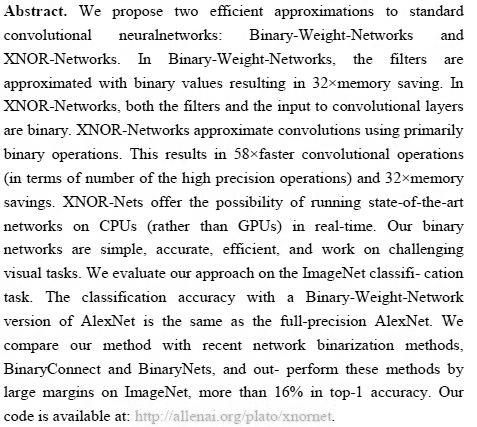 Abstract. We propose two efficient approximations to standard
convolutional neuralnetworks: Binary-Weight-Networks and
XNOR-Networks. In Binary-Weight-Networks, the filters are
approximated with binary values resulting in 32×memory saving. In
XNOR-Networks, both the filters and the input to convolutional layers
are binary. XNOR-Networks approximate convolutions using primarily
binary operations. This results in 58×faster convolutional operations
(in terms of number of the high precision operations) and 32×memory
savings. XNOR-Nets offer the possibility of running state-of-the-art
networks on CPUs (rather than GPUs) in real-time. Our binary
networks are simple, accurate, efficient, and work on challenging
visual tasks. We evaluate our approach on the ImageNet classifi- cation
task. The classification accuracy with a Binary-Weight-Network
version of AlexNet is the same as the full-precision AlexNet. We
compare our method with recent network binarization methods,
BinaryConnect and BinaryNets, and out- perform these methods by
large margins on ImageNet, more than 16% in top-1 accuracy. Our
code is available at: http://allenai.org/plato/xnornet.